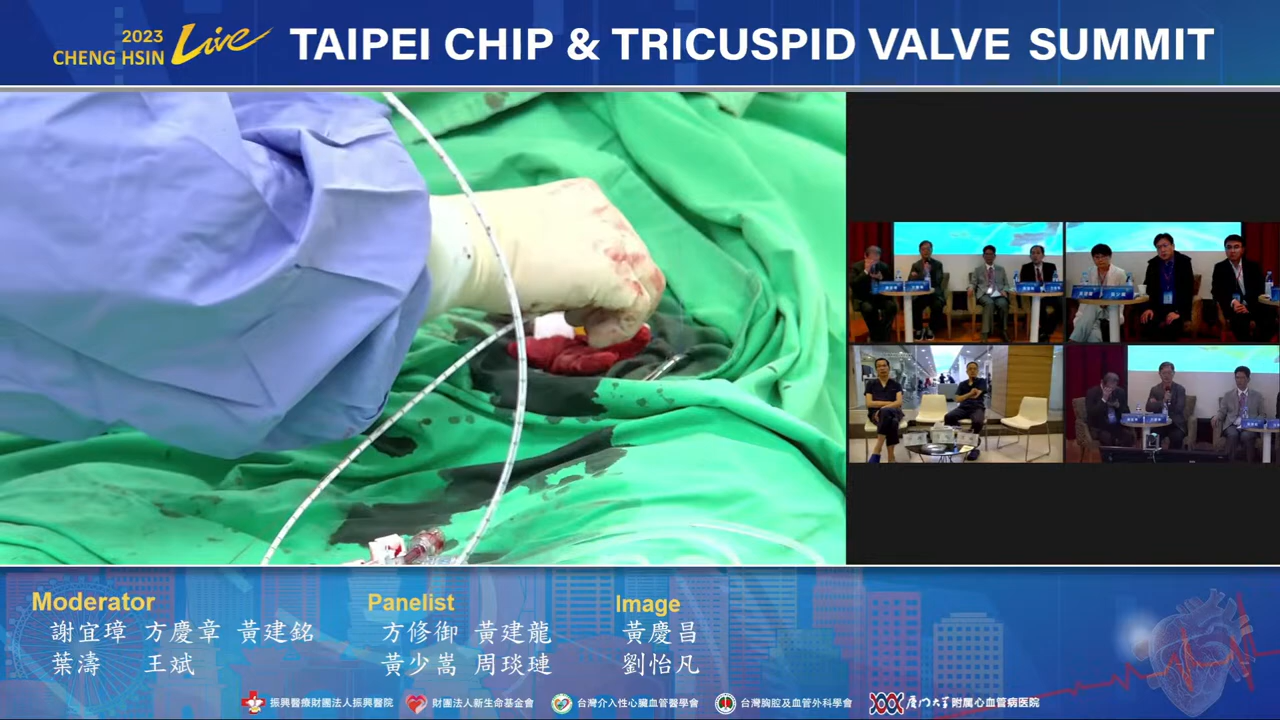 2023
CHENG HSIN Live
TAIPEI CHIP & TRICUSPID VALVE SUMMIT
Moderator
謝宜璋 方慶章 黃建銘
葉濤 王斌
Panelist
方修御 黃建龍
黃少嵩 周琰璉
Image
黃慶昌
劉怡凡
振興醫療財團法人振興醫院 財團法人新生命基金會 台灣介入性心臟血管醫學會 台灣胸腔及血管外科學會 厦门大学附属心血管病医院